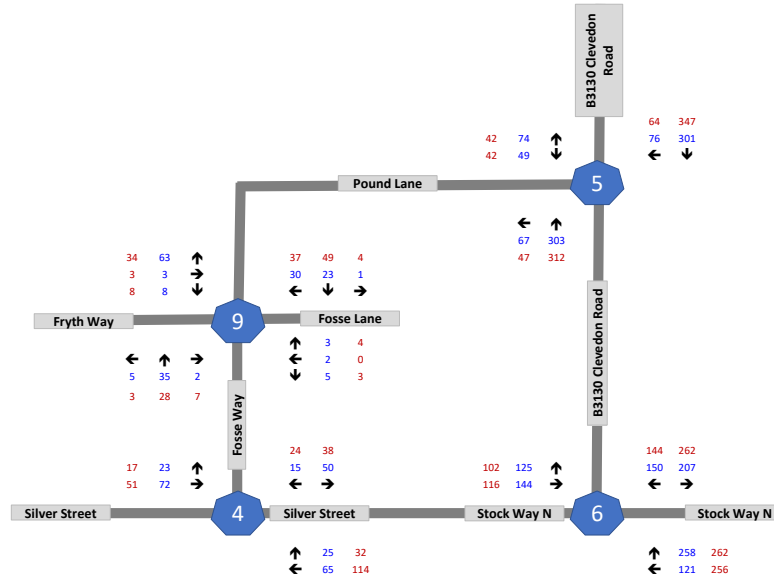 B3130 Clevedon
Road
64 347
42 74 ↑ 76 301
42 49 ↓ ← ↓
5
Pound Lane
← ↑
67 303
47 312
34 63 ↑ 37 49 4
3 3 → 30 23 1
8 8 ↓ ← ↓ →
Fryth Way
9
Fosse Lane
↑ 3 4
← ↑ → ← 2 0
5 35 2 ↓ 5 3
3 28 7
Fosse Way
B3130 Clevedon Road
24 38
17 23 ↑ 15 50
51 72 → ← →
144 262
102 125 ↑ 150 207
116 144 → ← →
Silver Street
4
Silver Street
Stock Way N
6
Stock Way N
↑ 25 32
← 65 114
↑ 258 262
← 121 256